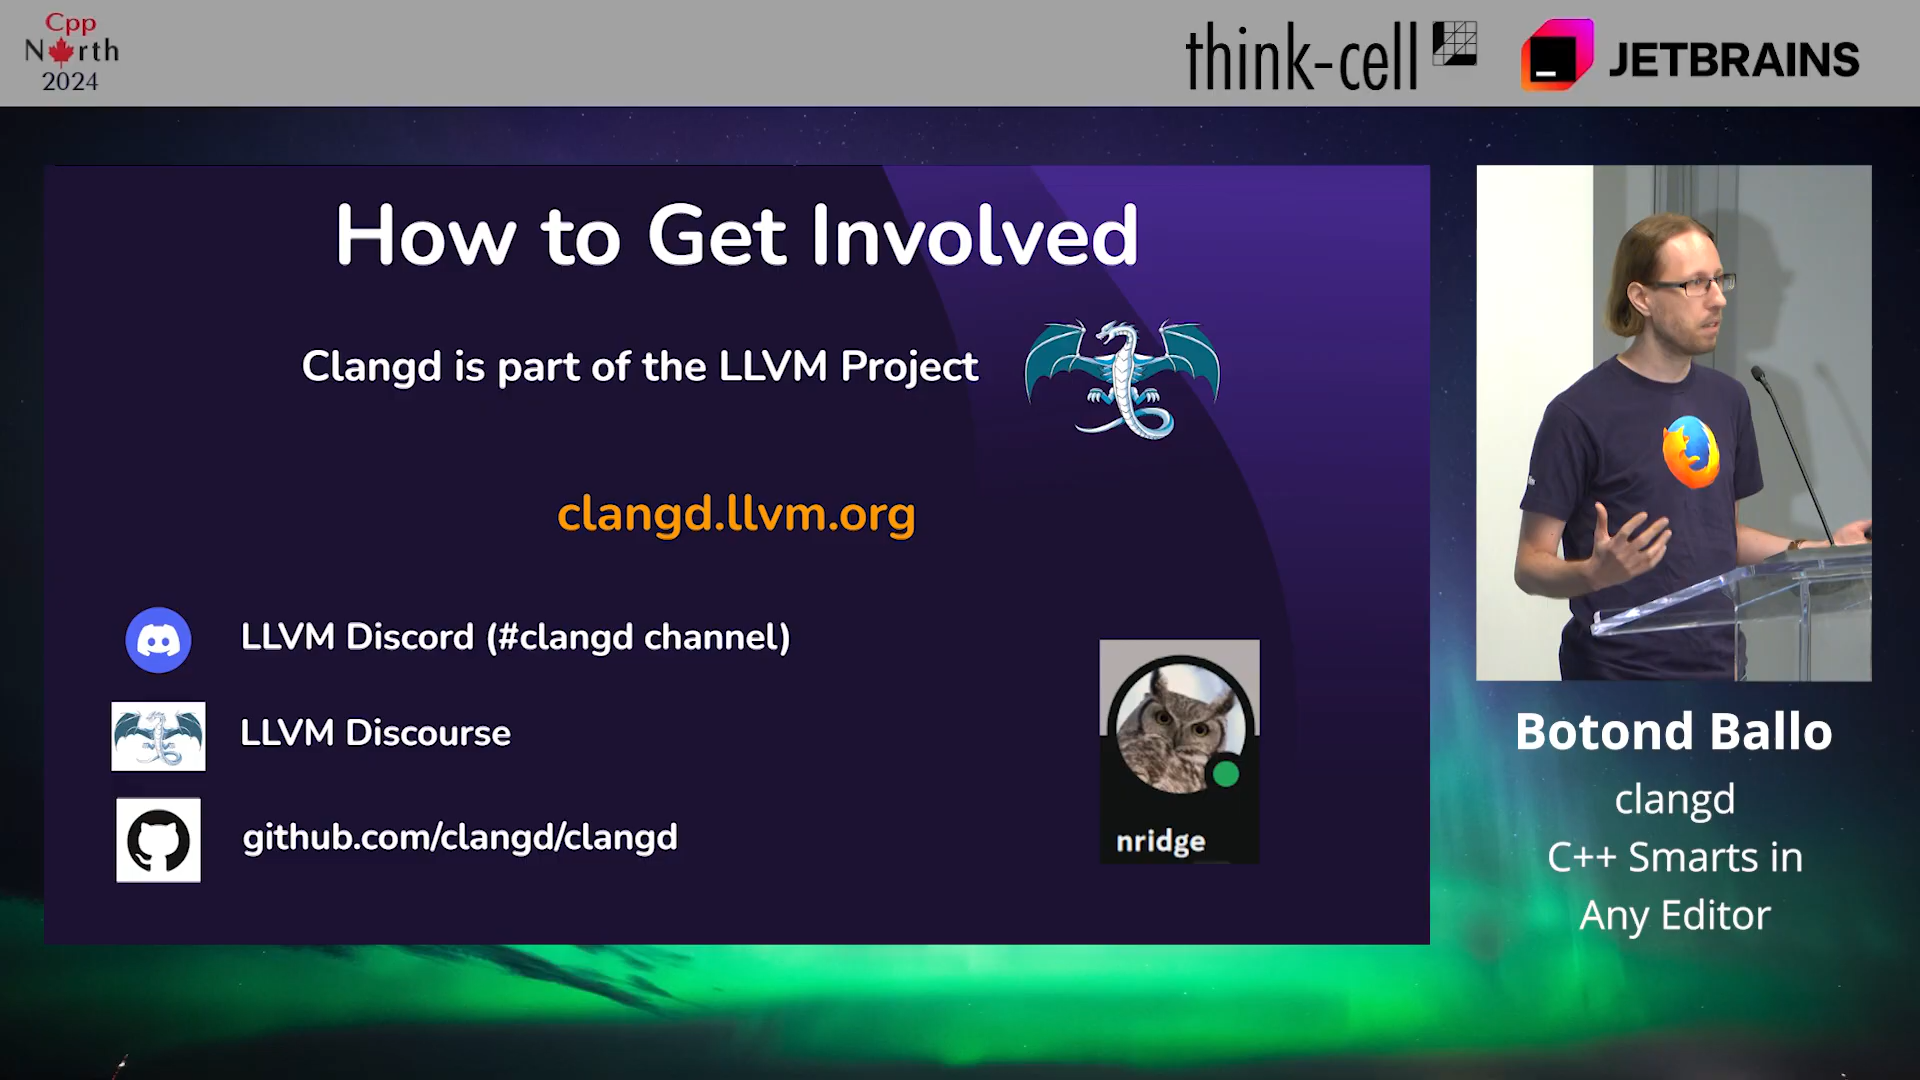 Cpp
North
2024
think-cell
JETBRAINS
How to Get Involved
Clangd is part of the LLVM Project
clangd.llvm.org
LLVM Discord (#clangd channel)
LLVM Discourse
github.com/clangd/clangd
nridge
Botond Ballo
clangd
C++ Smarts in
Any Editor